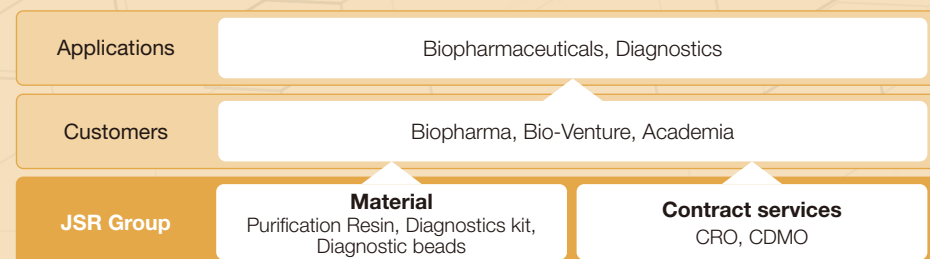 Applications
Biopharmaceuticals, Diagnostics
Customers
Biopharma, Bio-Venture, Academia
JSR Group
Material
Purification Resin, Diagnostics kit,
Diagnostic beads
Contract services
CRO, CDMO